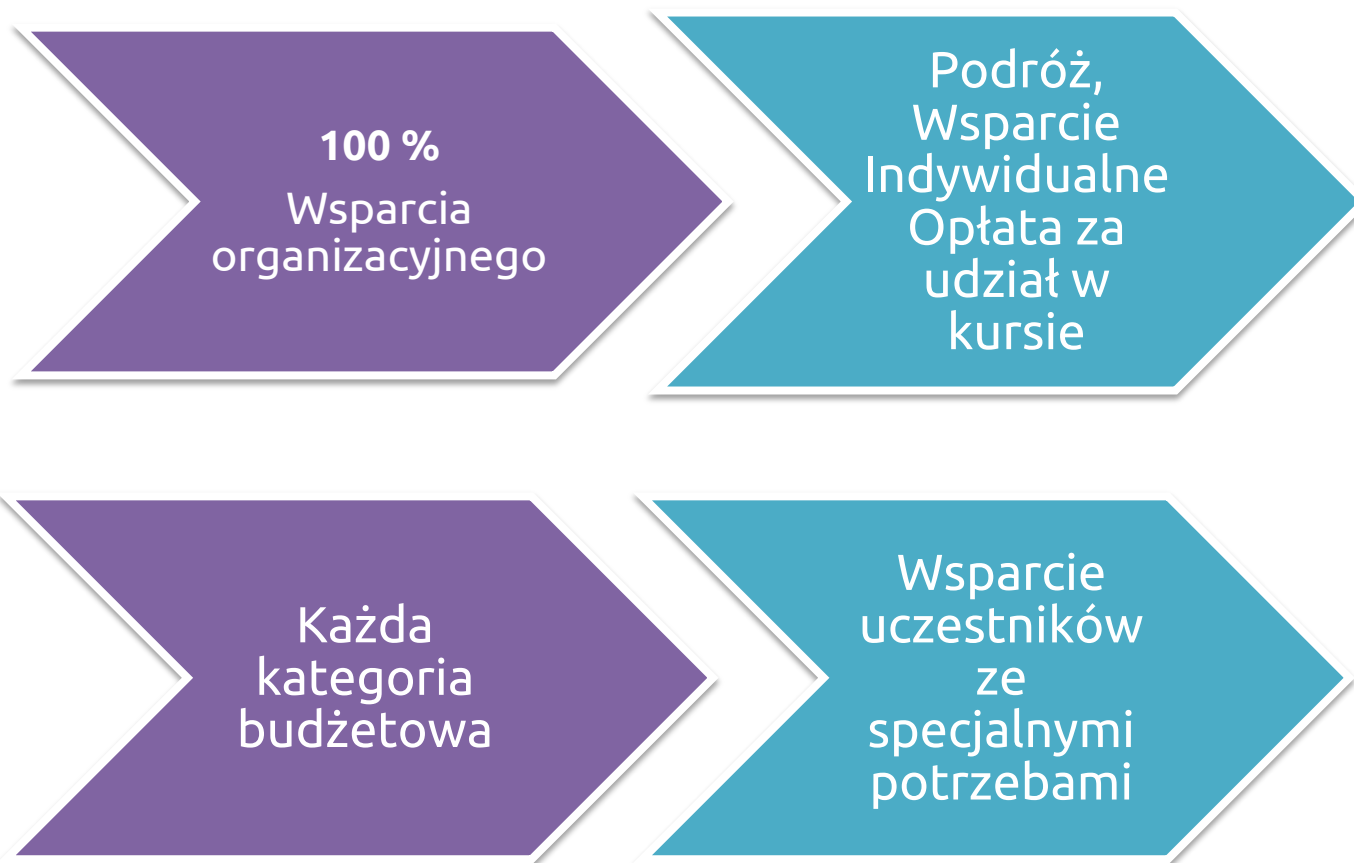 100 %
Wsparcia
organizacyjnego
Podróż,
Wsparcie
Indywidualne
Opłata za
udział w
kursie
Każda
kategoria
budżetowa
Wsparcie
uczestników
ze
specjalnymi
potrzebami